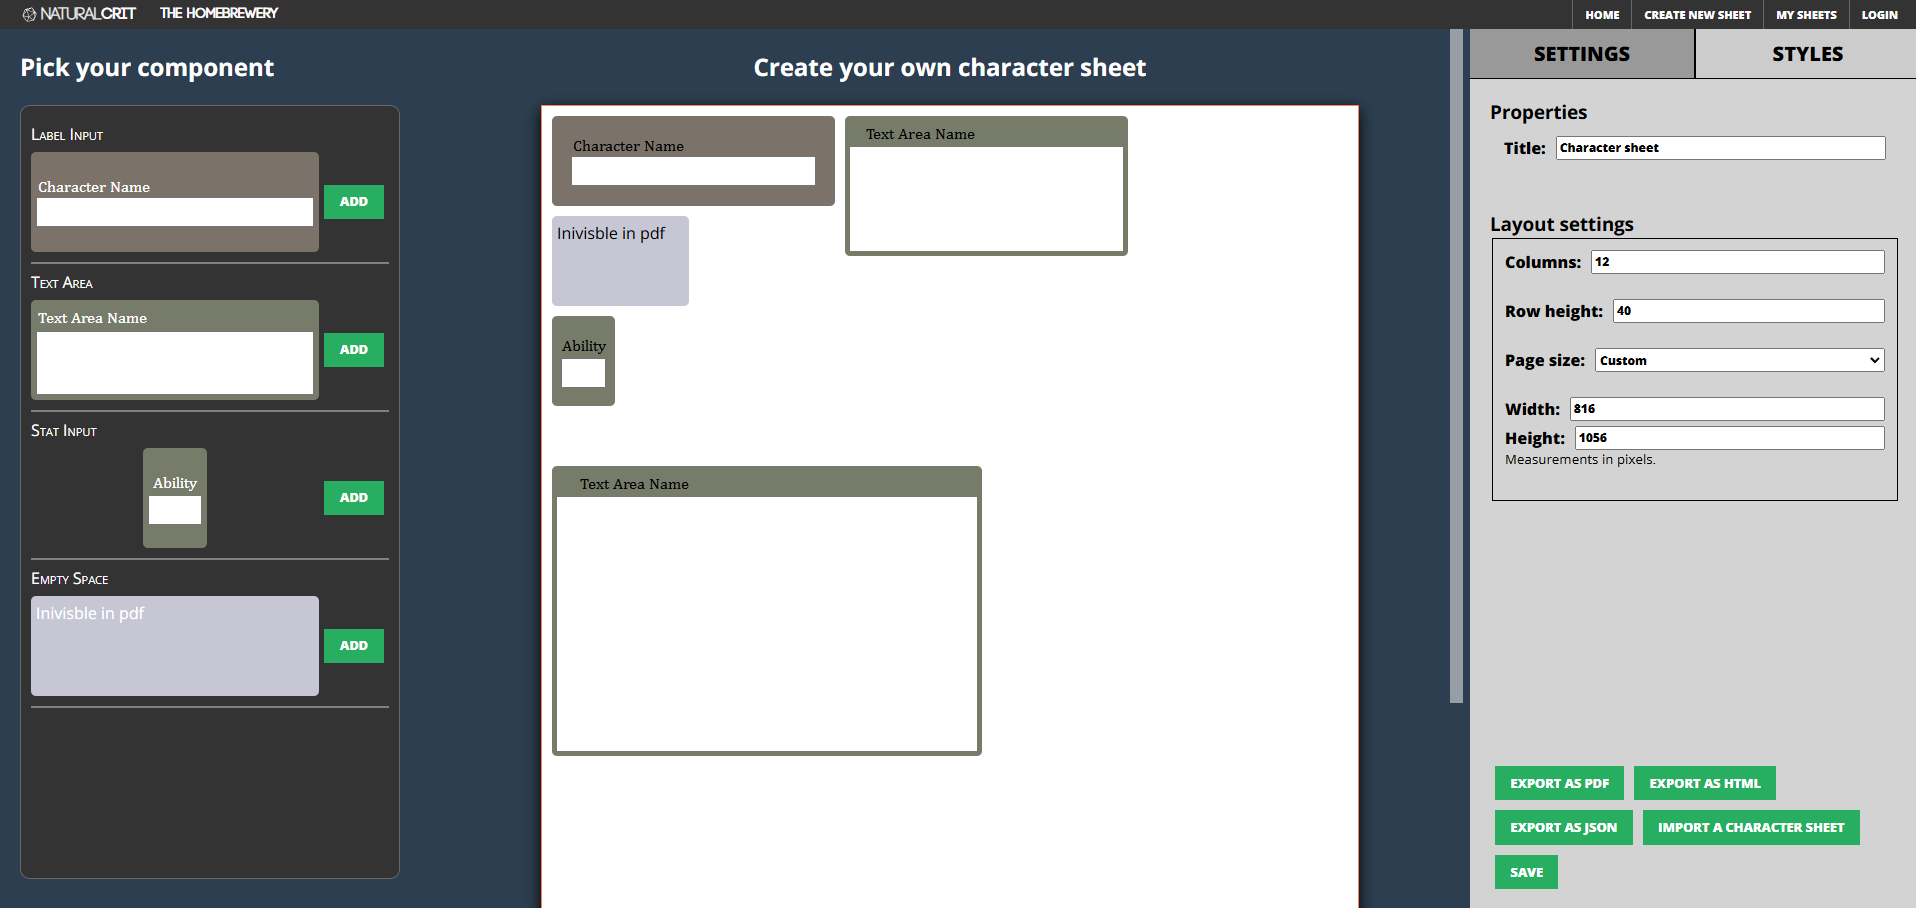 NATURALCRIT THE HOMEBREWERY HOME CREATE NEW SHEET MY SHEETS LOGIN
Pick your component
Label Input
Character Name
ADD
Text Area
Text Area Name
ADD
Stat Input
Ability
ADD
Empty Space
Inivisble in pdf
ADD
Create your own character sheet
Character Name
Text Area Name
Inivisble in pdf
Ability
Text Area Name
SETTINGS STYLES
Properties
Title: Character sheet
Layout settings
Columns: 12
Row height: 40
Page size: Custom
Width: 816
Height: 1056
Measurements in pixels.
EXPORT AS PDF EXPORT AS HTML
EXPORT AS JSON IMPORT A CHARACTER SHEET
SAVE